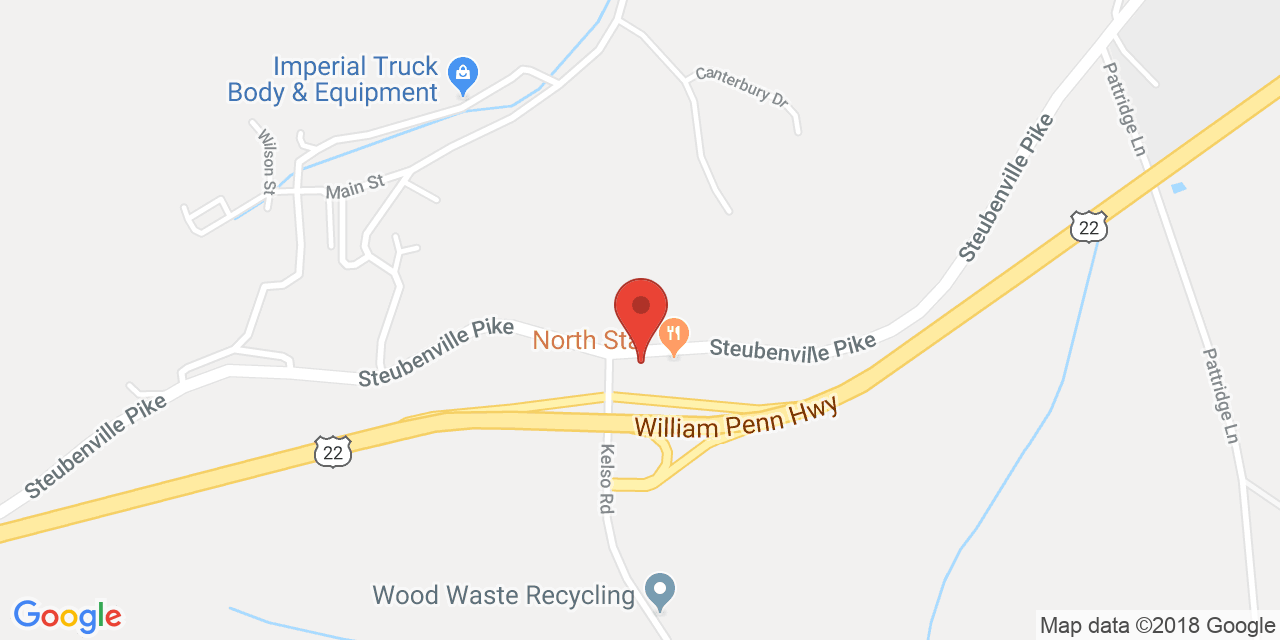 Imperial Truck
Body & Equipment
Canterbury Dr
Pattridge Ln
Wilson St
Main St
Steubenville Pike
22
Steubenville Pike
North Sta
Steubenville Pike
Steubenville Pike
William Penn Hwy
22
Pattridge Ln
Kelso Rd
Wood Waste Recycling
Google
Map data ©2018 Google